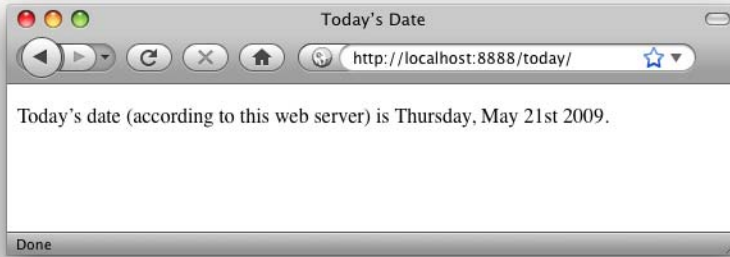 Today's Date
http://localhost:8888/today/
Today's date (according to this web server) is Thursday, May 21st 2009.
Done